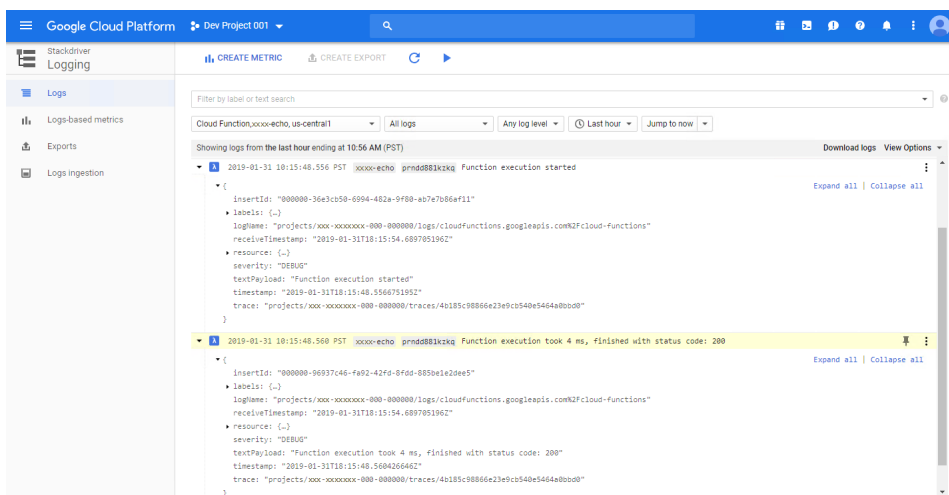 Google Cloud Platform
Dev Project 001
Stackdriver
Logging
CREATE METRIC
CREATE EXPORT
Logs
Logs-based metrics
Exports
Logs ingestion
Filter by label or text search
Cloud Function,xxxx-echo, us-central1
All logs
Any log level
Last hour
Jump to now
Showing logs from the last hour ending at 10:56 AM (PST)
Download logs View Options
2019-01-31 10:15:48.556 PST xxxx-echo prndd881kzkq Function execution started
{
Expand all | Collapse all
insertId: "000000-36e3cb50-6994-482a-9f80-ab7e7b86af11"
labels: {…}
logName: "projects/xxx-xxxxxxx-000-000000/logs/cloudfunctions.googleapis.com%2Fcloud-functions"
receiveTimestamp: "2019-01-31T18:15:54.689705196Z"
resource: {…}
severity: "DEBUG"
textPayload: "Function execution started"
timestamp: "2019-01-31T18:15:48.556675195Z"
trace: "projects/xxx-xxxxxxx-000-000000/traces/4b185c98866e23e9cb540e5464a0bbd0"
}
2019-01-31 10:15:48.560 PST xxxx-echo prndd881kzkq Function execution took 4 ms, finished with status code: 200
{
Expand all | Collapse all
insertId: "000000-96937c46-fa92-42fd-8fdd-885be1e2dee5"
labels: {…}
logName: "projects/xxx-xxxxxxx-000-000000/logs/cloudfunctions.googleapis.com%2Fcloud-functions"
receiveTimestamp: "2019-01-31T18:15:54.689705196Z"
resource: {…}
severity: "DEBUG"
textPayload: "Function execution took 4 ms, finished with status code: 200"
timestamp: "2019-01-31T18:15:48.560426646Z"
trace: "projects/xxx-xxxxxxx-000-000000/traces/4b185c98866e23e9cb540e5464a0bbd0"
}